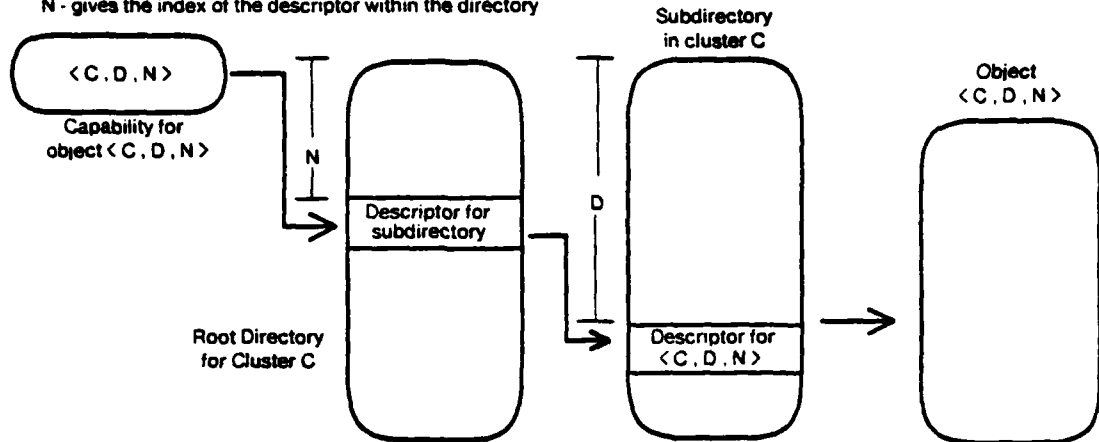 N - gives the index of the descriptor within the directory
< C , D , N >
Capability for
object < C , D , N >
N
Descriptor for
subdirectory
Root Directory
for Cluster C
Subdirectory
in cluster C
D
Descriptor for
< C , D , N >
Object
< C , D , N >